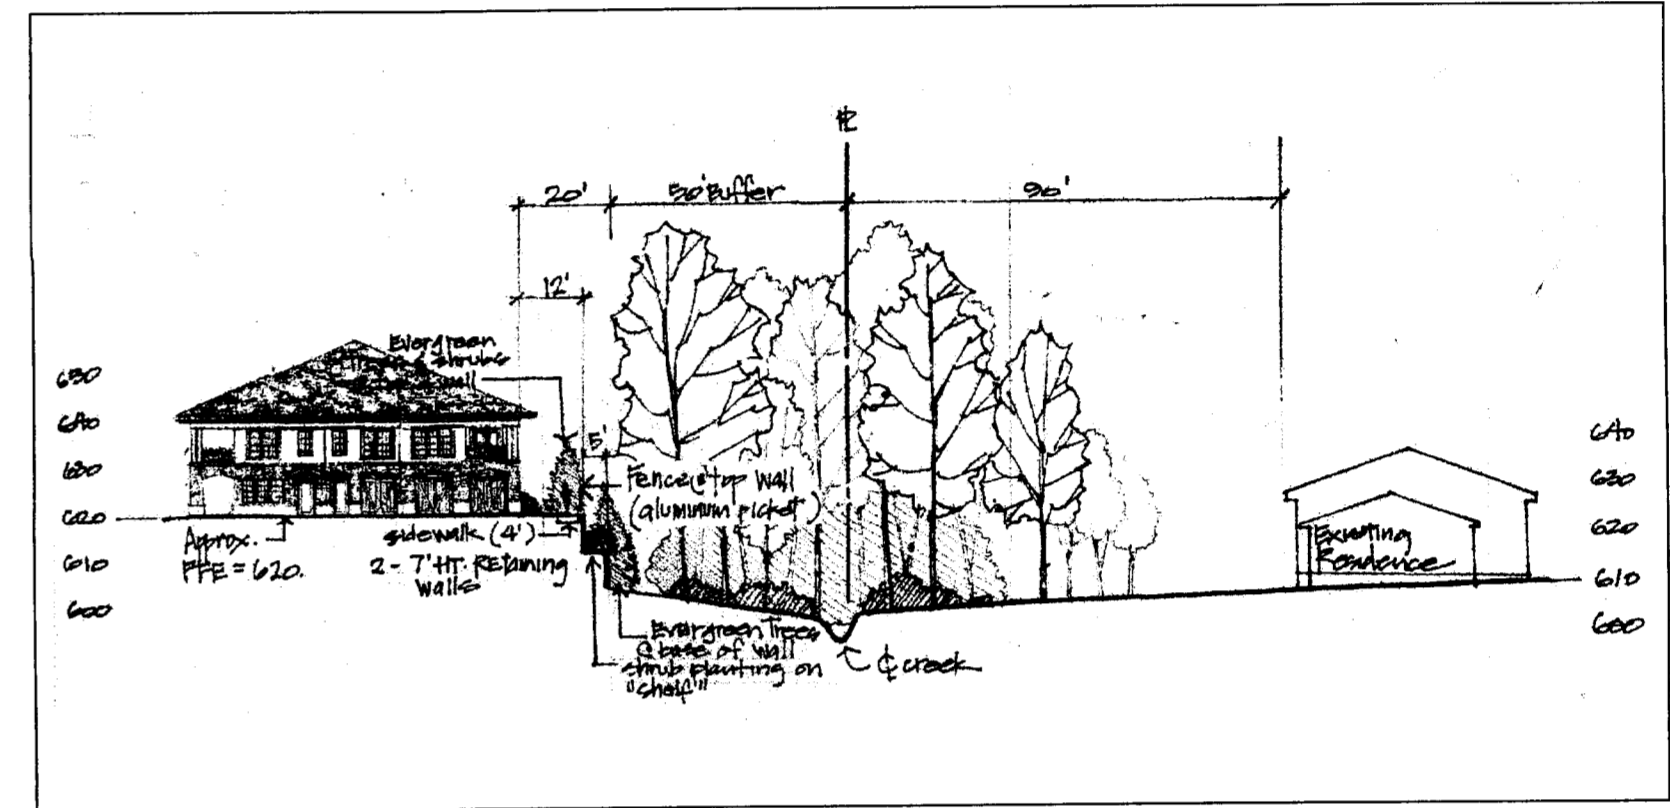 PL
20'
50' Buffer
90'
12'
Evergreen
& shrubs
wall
650
640
630
620
610
600
5'
Fence @ top wall
(aluminum picket)
Approx.
FFE = 620.
sidewalk (4')
2 - 7' HT. Retaining
walls
Evergreen Trees
@ base of wall
shrub planting on
"shelf"
℄ creek
Existing
Residence
640
630
620
610
600